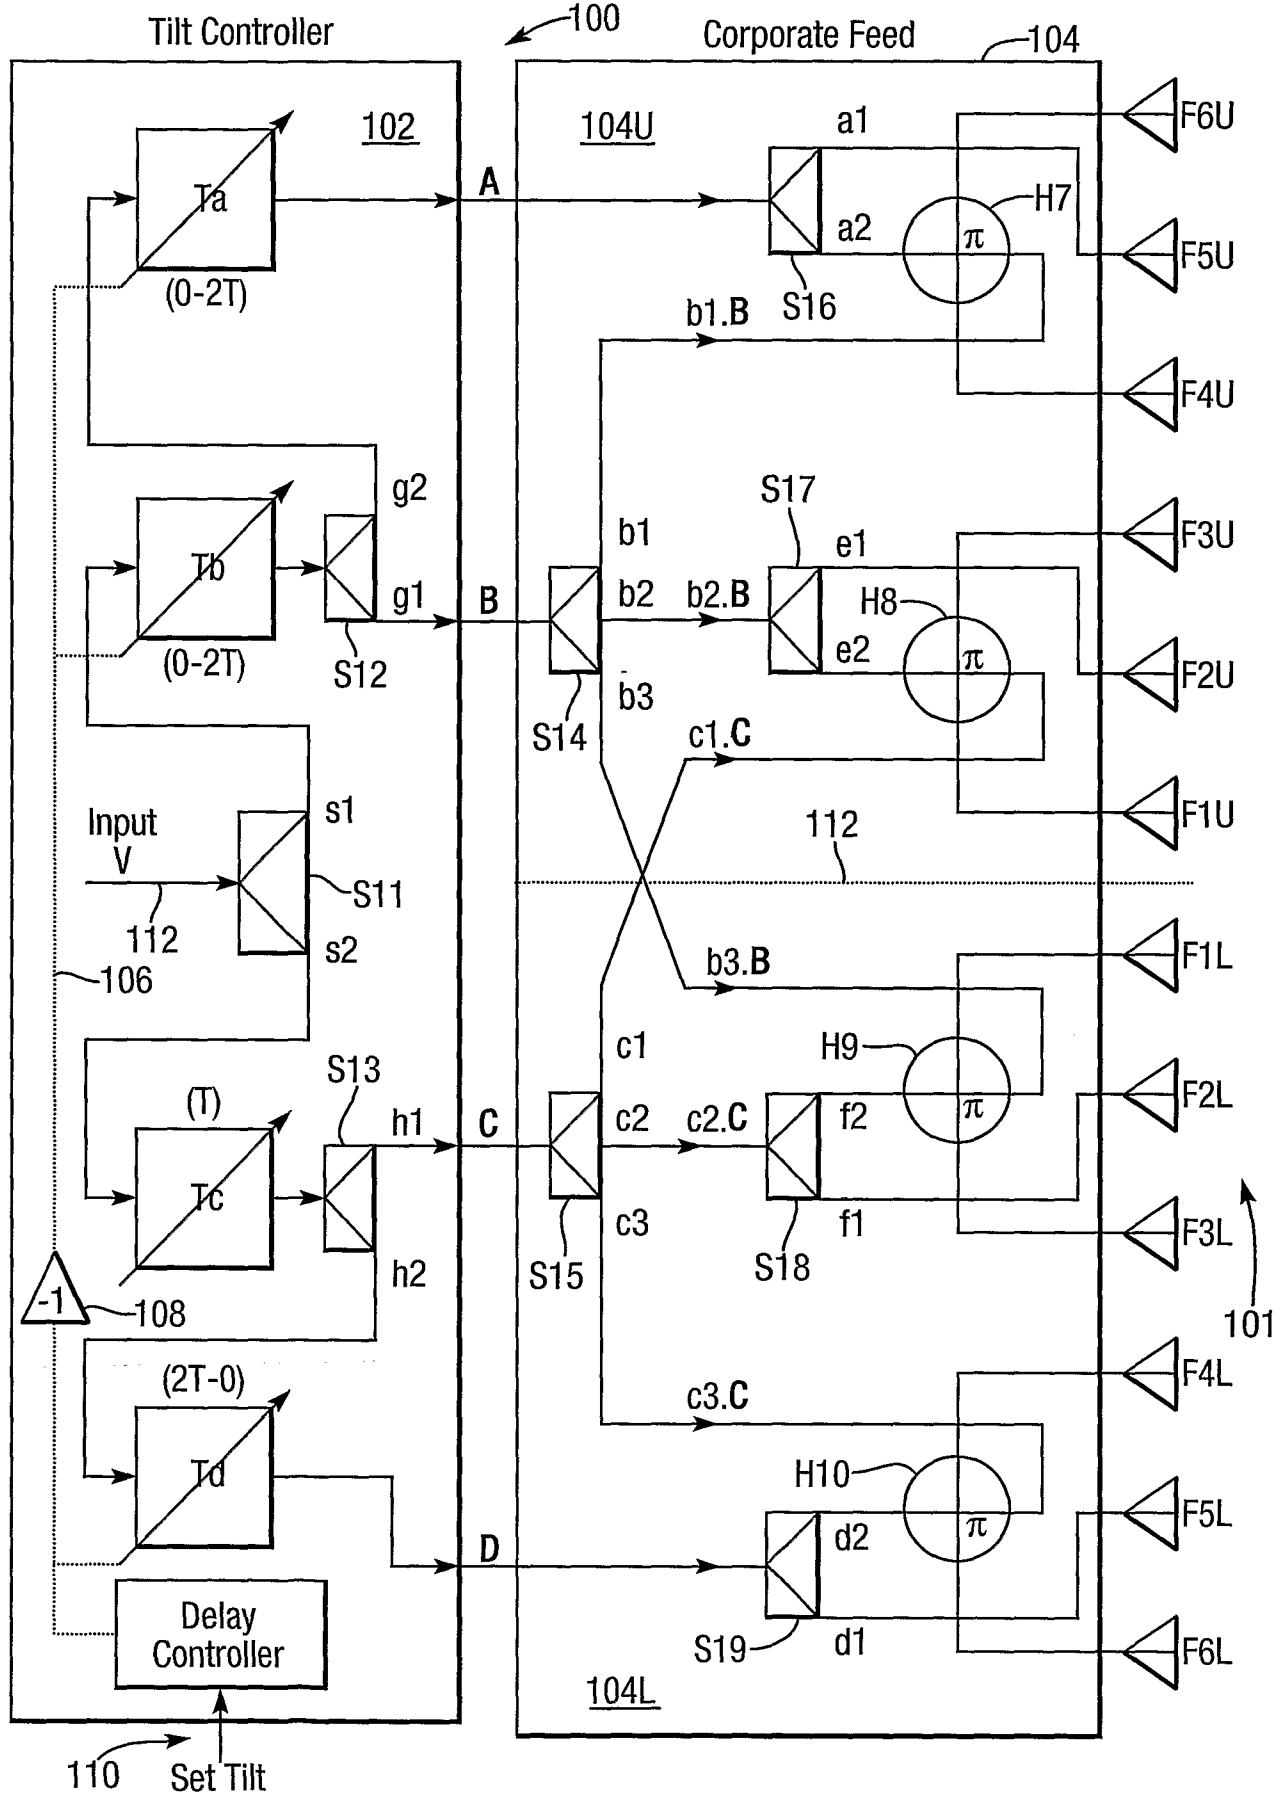 Tilt Controller
100
Corporate Feed
104
102
104U
a1
F6U
Ta
A
H7
a2
π
F5U
(0-2T)
S16
b1.B
F4U
g2
S17
b1
e1
F3U
Tb
g1
B
b2
b2.B
H8
(0-2T)
S12
e2
π
F2U
b3
S14
c1.C
Input
V
s1
112
F1U
S11
112
s2
b3.B
F1L
106
c1
H9
S13
(T)
h1
C
c2
c2.C
f2
π
F2L
Tc
c3
f1
F3L
h2
S15
S18
-1
108
101
(2T-0)
c3.C
F4L
Td
H10
π
F5L
D
d2
Delay
Controller
S19
d1
F6L
104L
110
Set Tilt